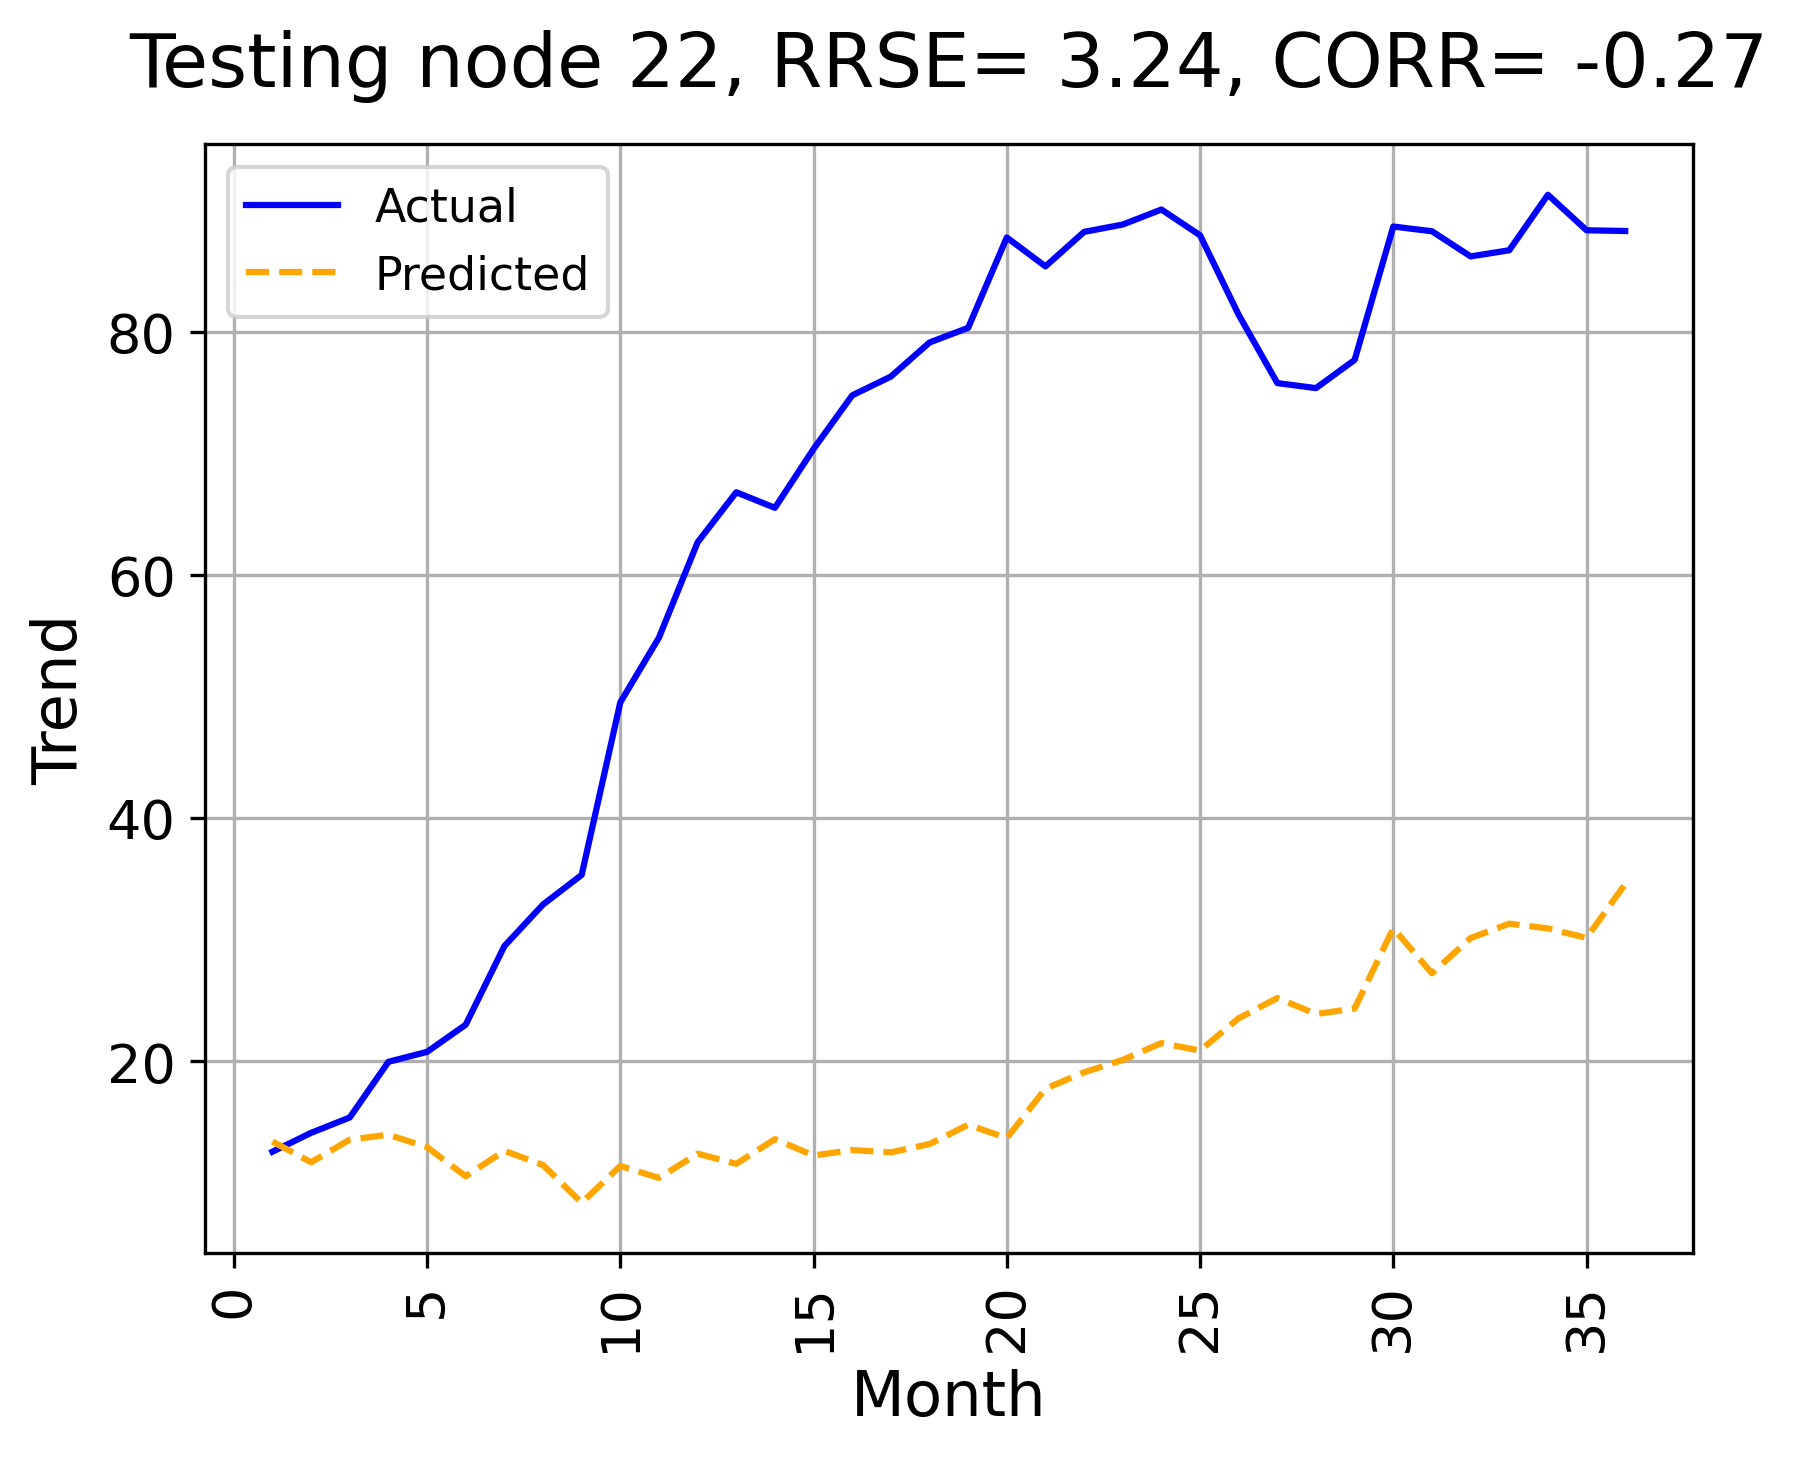 Testing node 22, RRSE= 3.24, CORR= -0.27
Actual
Predicted
Trend
80
60
40
20
0
5
10
15
20
25
30
35
Month